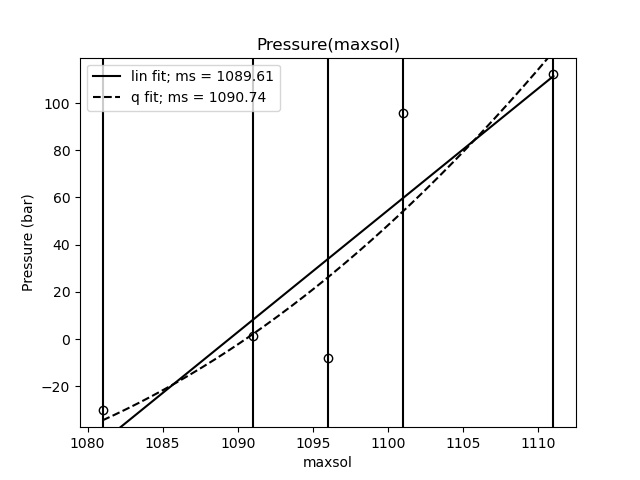 Pressure(maxsol)
lin fit; ms = 1089.61
q fit; ms = 1090.74
Pressure (bar)
100
80
60
40
20
0
−20
1080 1085 1090 1095 1100 1105 1110
maxsol